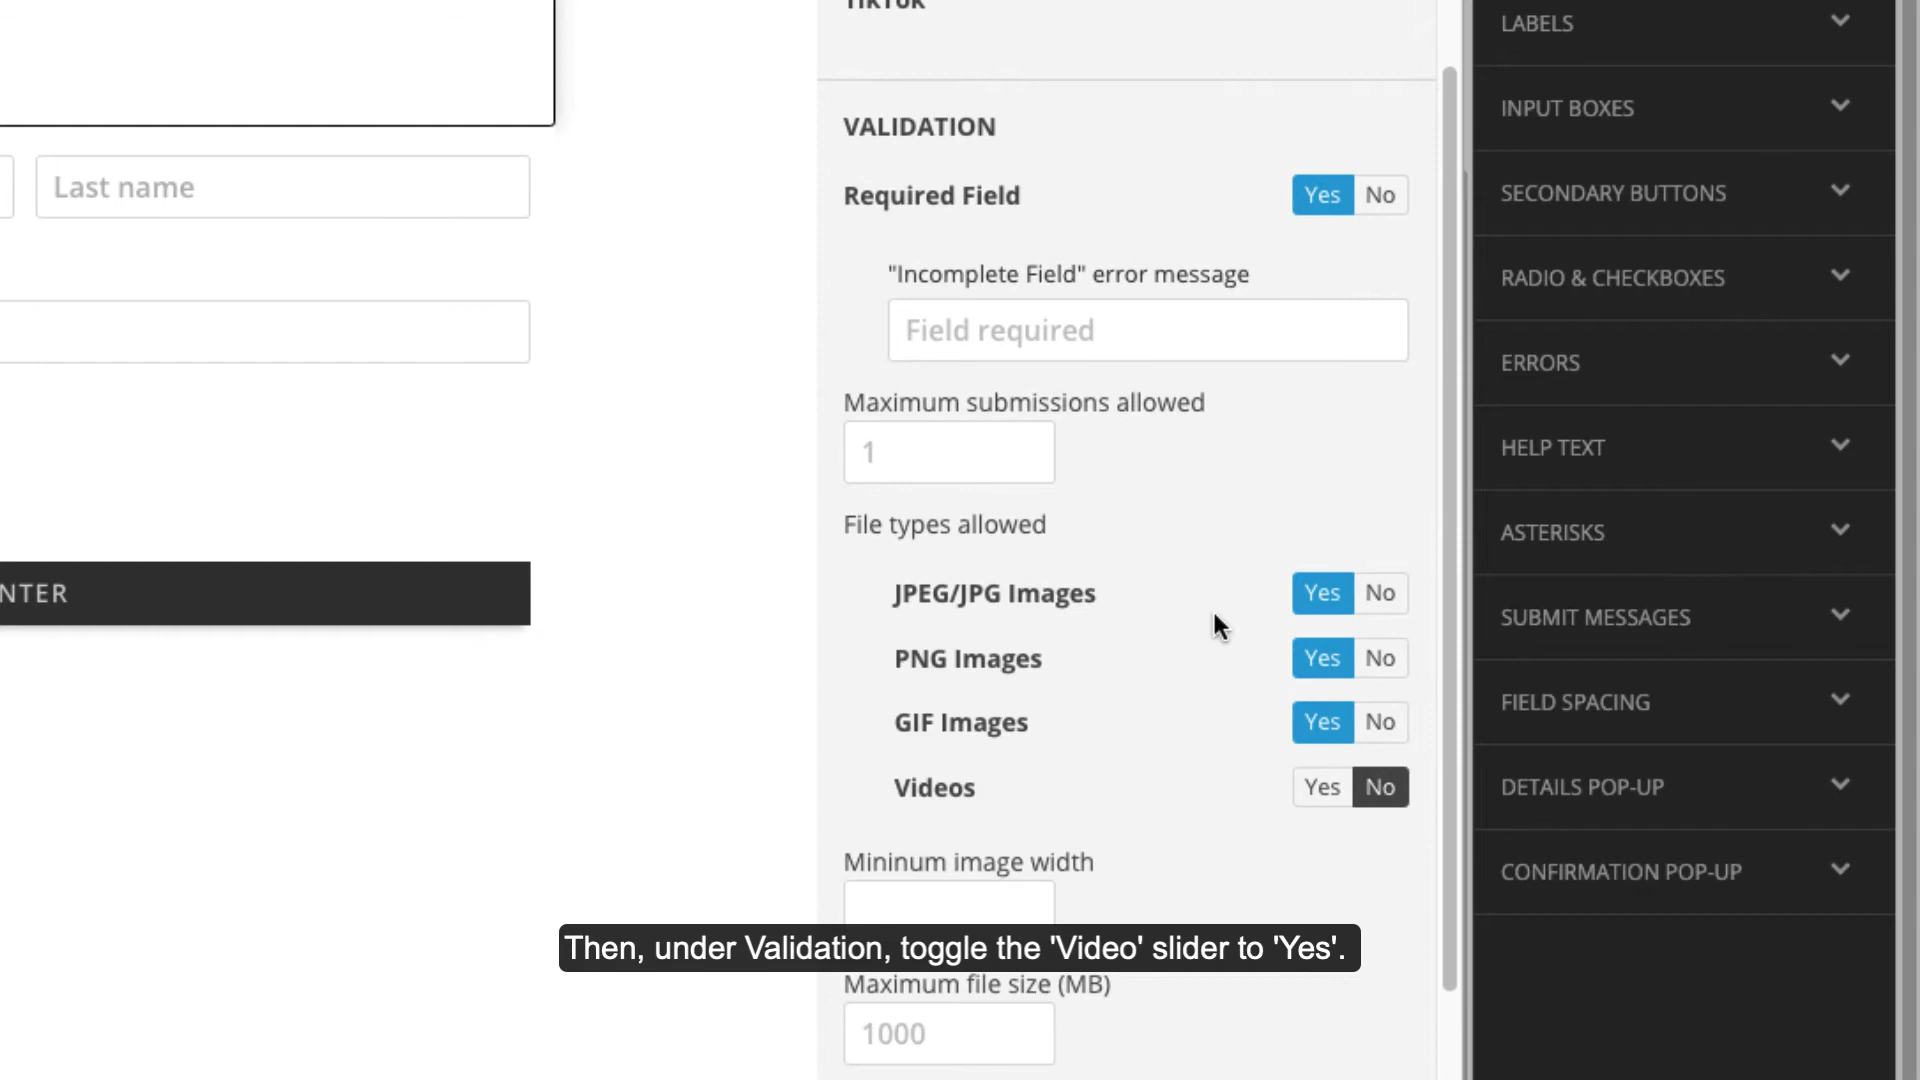 TikTok
VALIDATION
Last name
Required Field
Yes No
"Incomplete Field" error message
Field required
Maximum submissions allowed
1
File types allowed
NTER
JPEG/JPG Images
Yes No
PNG Images
Yes No
GIF Images
Yes No
Videos
Yes No
Mininum image width
Then, under Validation, toggle the 'Video' slider to 'Yes'.
Maximum file size (MB)
1000
LABELS
INPUT BOXES
SECONDARY BUTTONS
RADIO & CHECKBOXES
ERRORS
HELP TEXT
ASTERISKS
SUBMIT MESSAGES
FIELD SPACING
DETAILS POP-UP
CONFIRMATION POP-UP